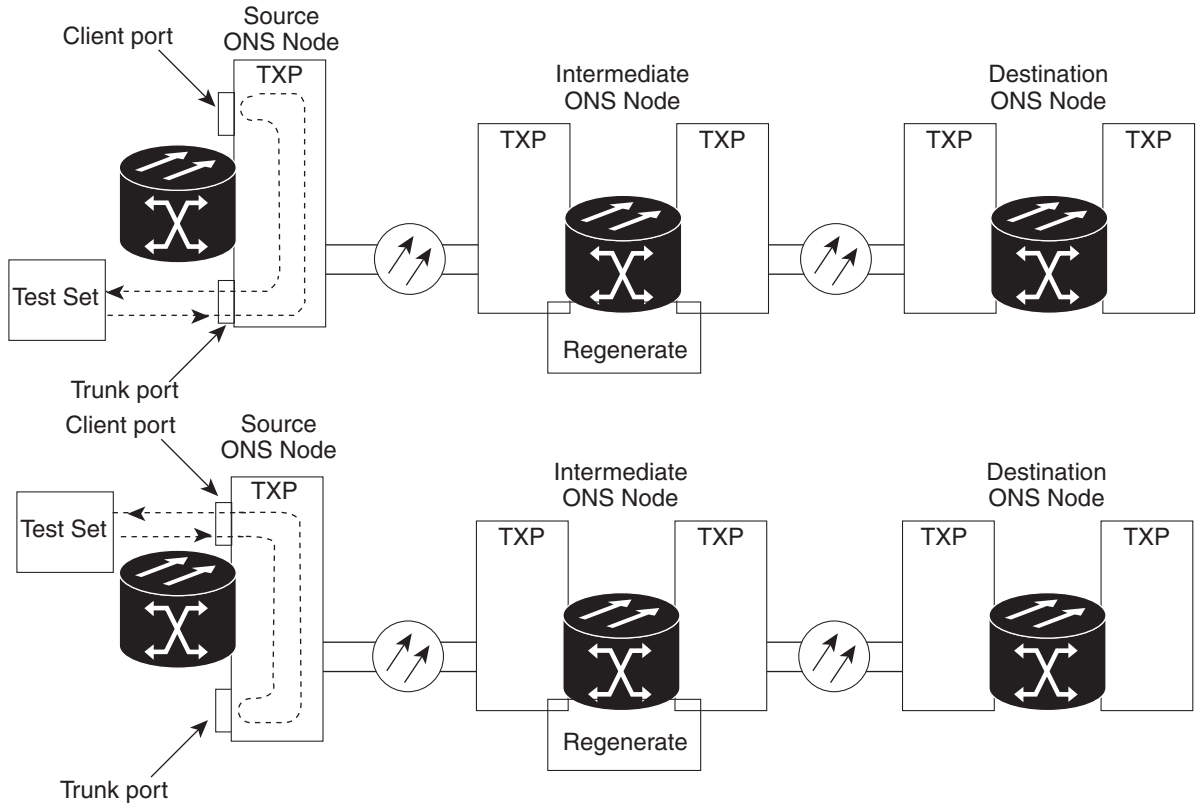 Client port
Source
ONS Node
TXP
Intermediate
ONS Node
TXP
TXP
Destination
ONS Node
TXP
TXP
Test Set
Regenerate
Trunk port
Client port
Source
ONS Node
TXP
Intermediate
ONS Node
TXP
TXP
Destination
ONS Node
TXP
TXP
Test Set
Regenerate
Trunk port